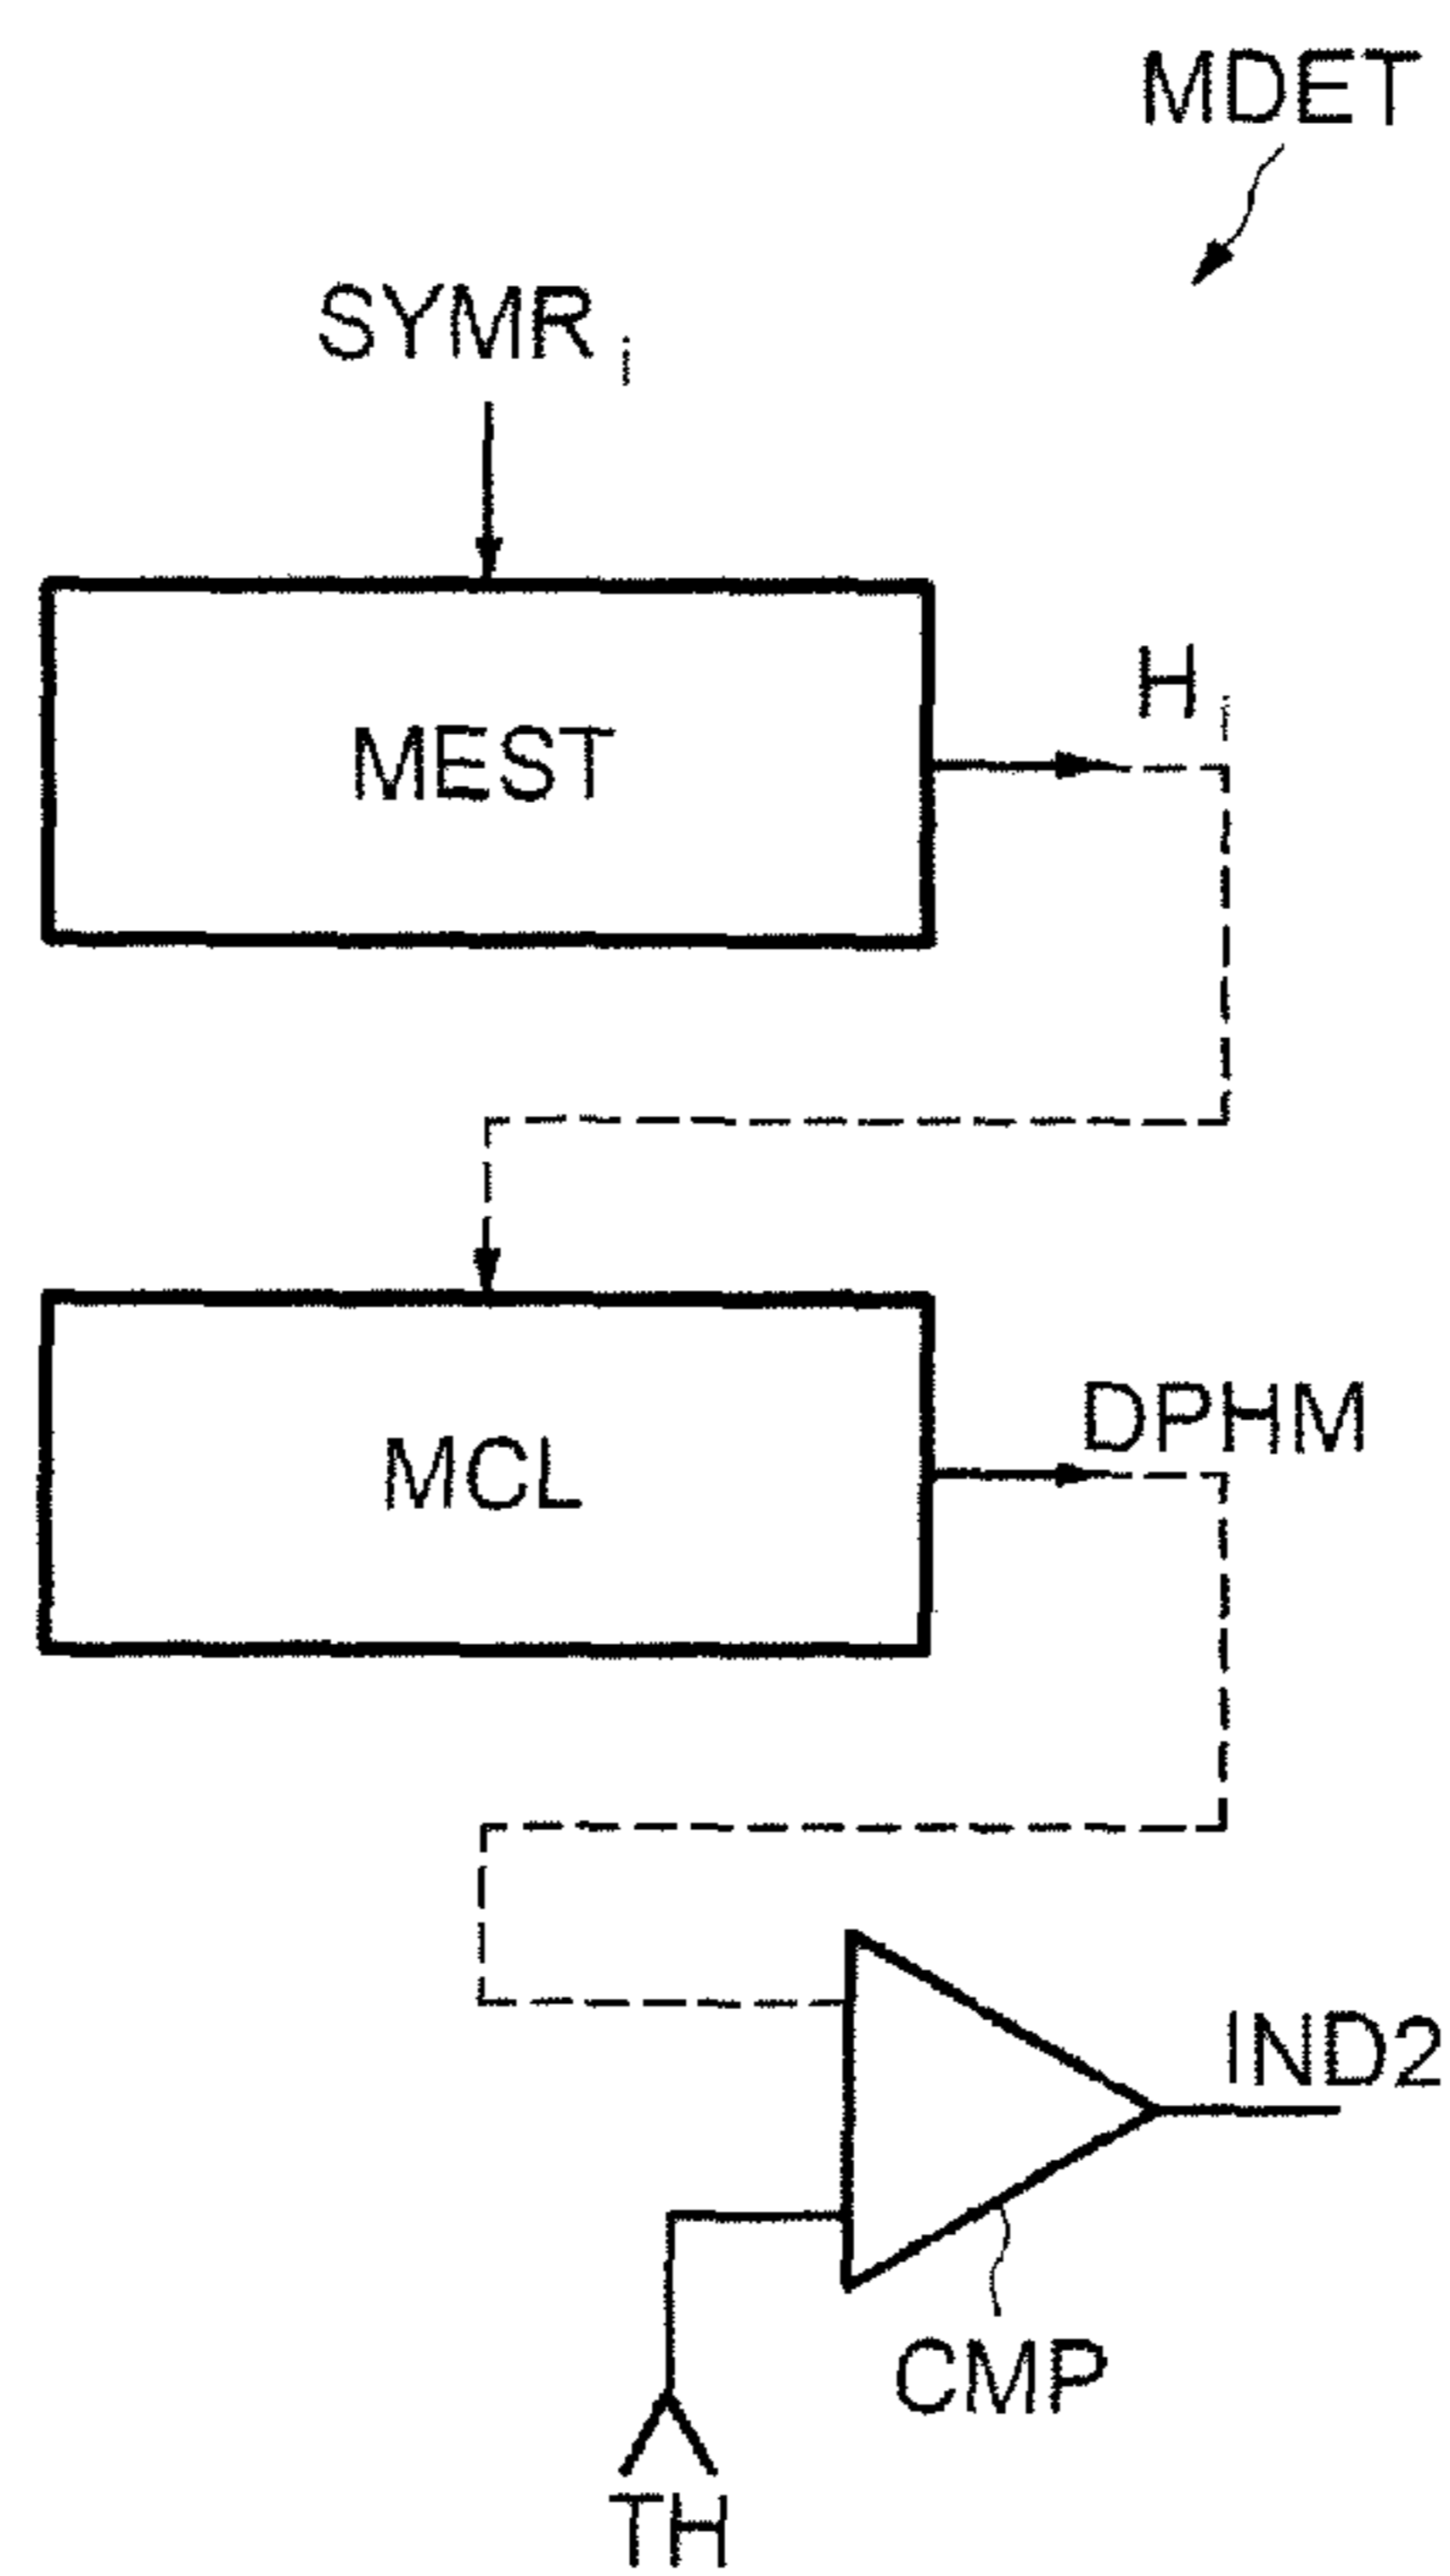 MDET
SYMR i
MEST
H i
MCL
DPHM
IND2
CMP
TH